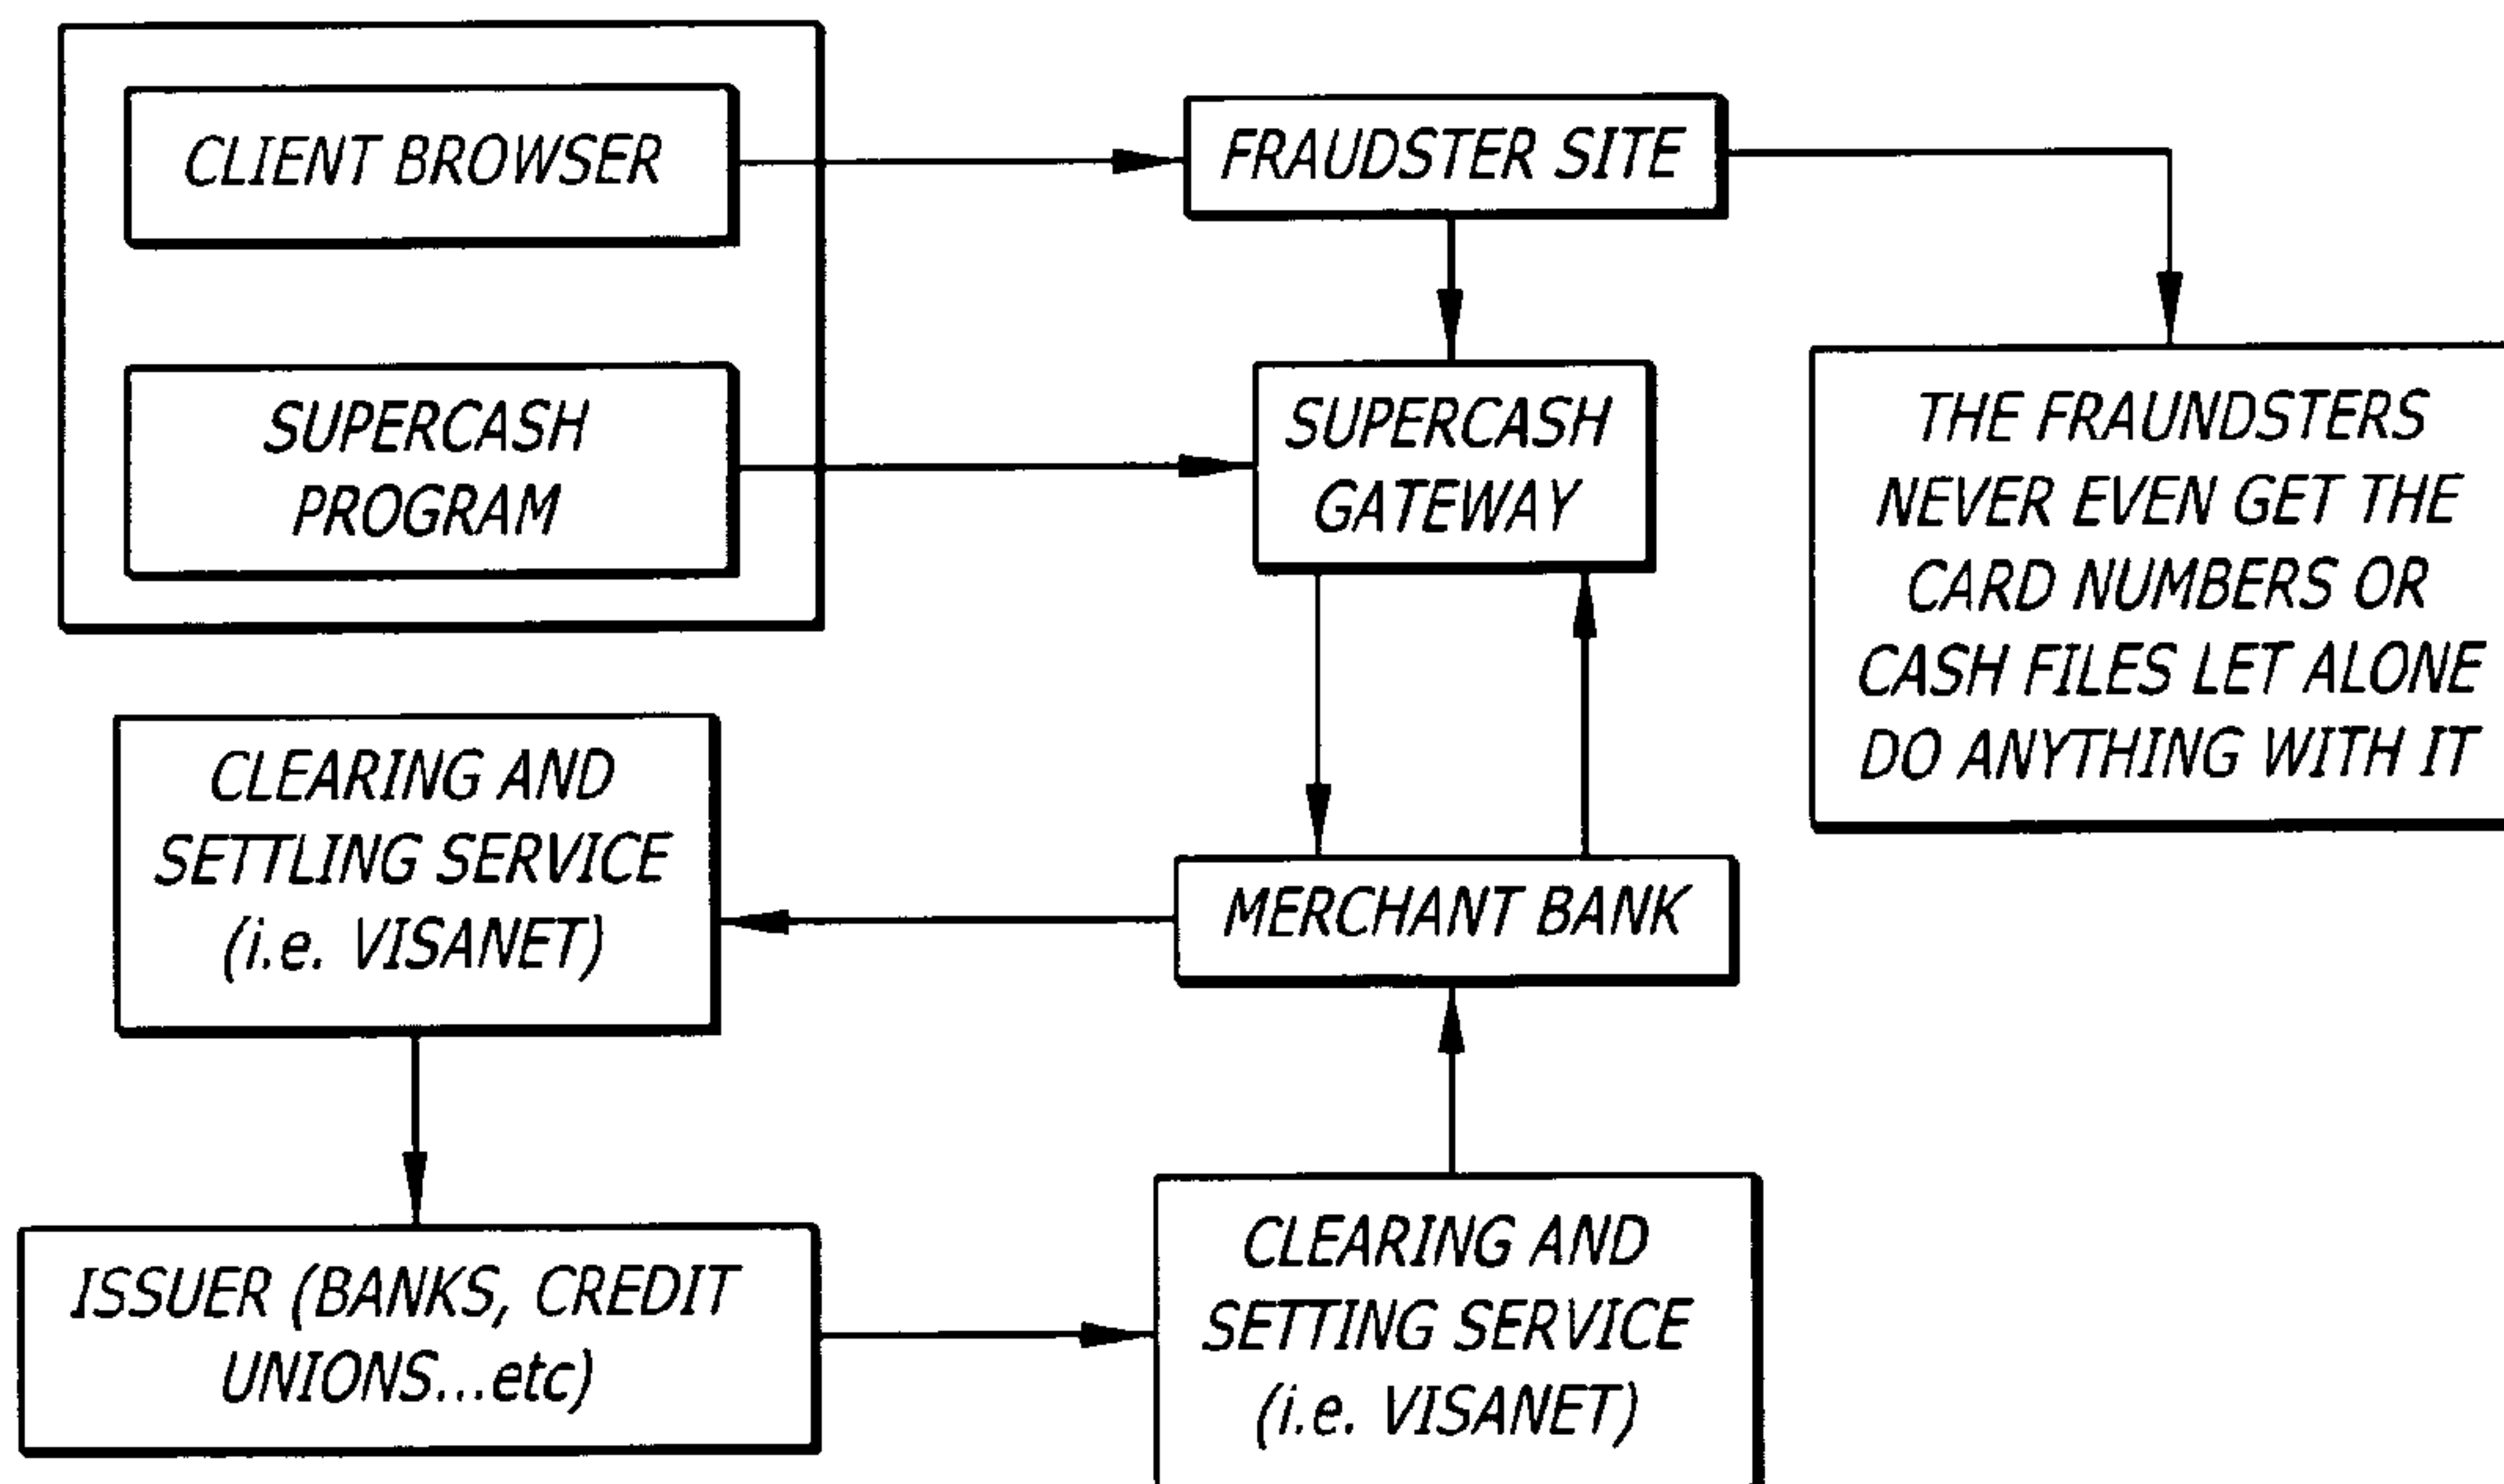 CLIENT BROWSER
FRAUDSTER SITE
SUPERCASH
PROGRAM
SUPERCASH
GATEWAY
THE FRAUNDSTERS
NEVER EVEN GET THE
CARD NUMBERS OR
CASH FILES LET ALONE
DO ANYTHING WITH IT
CLEARING AND
SETTLING SERVICE
(i.e. VISANET)
MERCHANT BANK
ISSUER (BANKS, CREDIT
UNIONS...etc)
CLEARING AND
SETTING SERVICE
(i.e. VISANET)